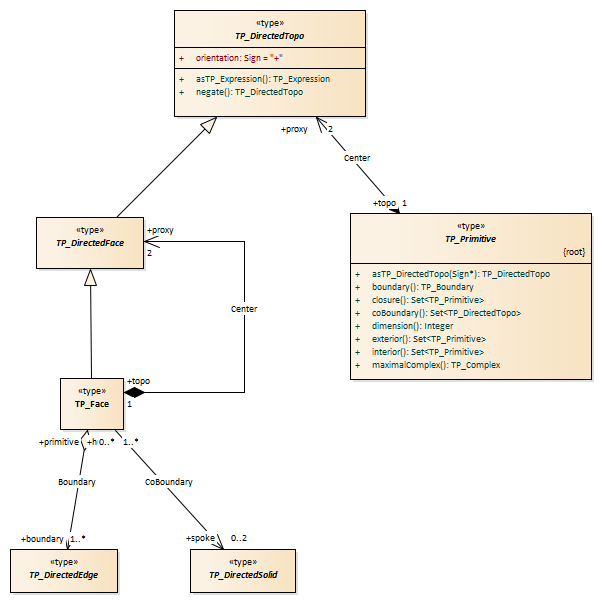 «type»
TP_DirectedTopo
+ orientation: Sign = "+"
+ asTP_Expression(): TP_Expression
+ negate(): TP_DirectedTopo
+proxy 2
Center
+topo 1
«type»
TP_DirectedFace
+proxy
2
«type»
TP_Primitive
{root}
+ asTP_DirectedTopo(Sign*): TP_DirectedTopo
+ boundary(): TP_Boundary
+ closure(): Set<TP_Primitive>
+ coBoundary(): Set<TP_DirectedTopo>
+ dimension(): Integer
+ exterior(): Set<TP_Primitive>
+ interior(): Set<TP_Primitive>
+ maximalComplex(): TP_Complex
Center
«type»
TP_Face
+topo
1
+primitive 0..* 1..*
Boundary
CoBoundary
+boundary 1..*
+spoke 0..2
«type»
TP_DirectedEdge
«type»
TP_DirectedSolid